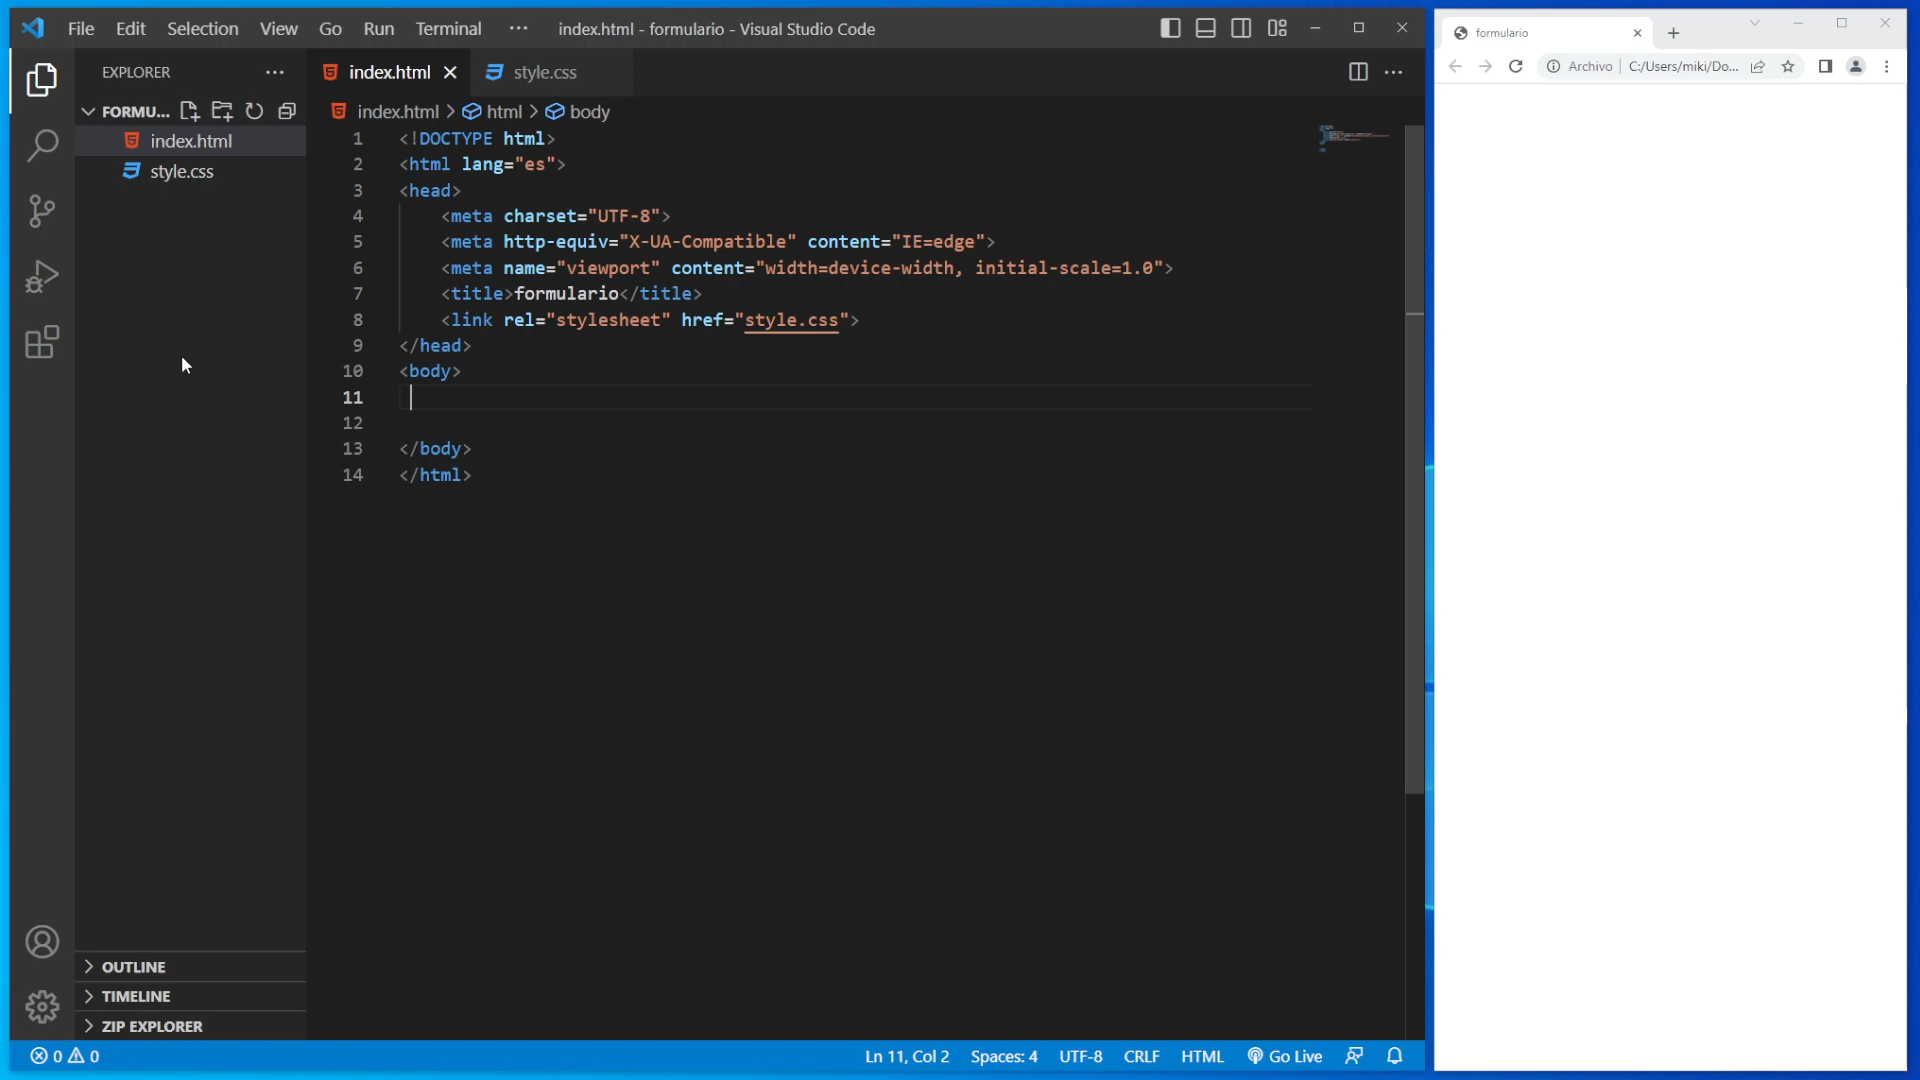 File Edit Selection View Go Run Terminal ··· index.html - formulario - Visual Studio Code
EXPLORER ···
FORMU...
index.html
style.css
OUTLINE
TIMELINE
ZIP EXPLORER
index.html style.css ···
index.html > html > body
1 <!DOCTYPE html>
2 <html lang="es">
3 <head>
4 <meta charset="UTF-8">
5 <meta http-equiv="X-UA-Compatible" content="IE=edge">
6 <meta name="viewport" content="width=device-width, initial-scale=1.0">
7 <title>formulario</title>
8 <link rel="stylesheet" href="style.css">
9 </head>
10 <body>
11
12
13 </body>
14 </html>
0 0 Ln 11, Col 2 Spaces: 4 UTF-8 CRLF HTML Go Live
formulario
Archivo | C:/Users/miki/Do...